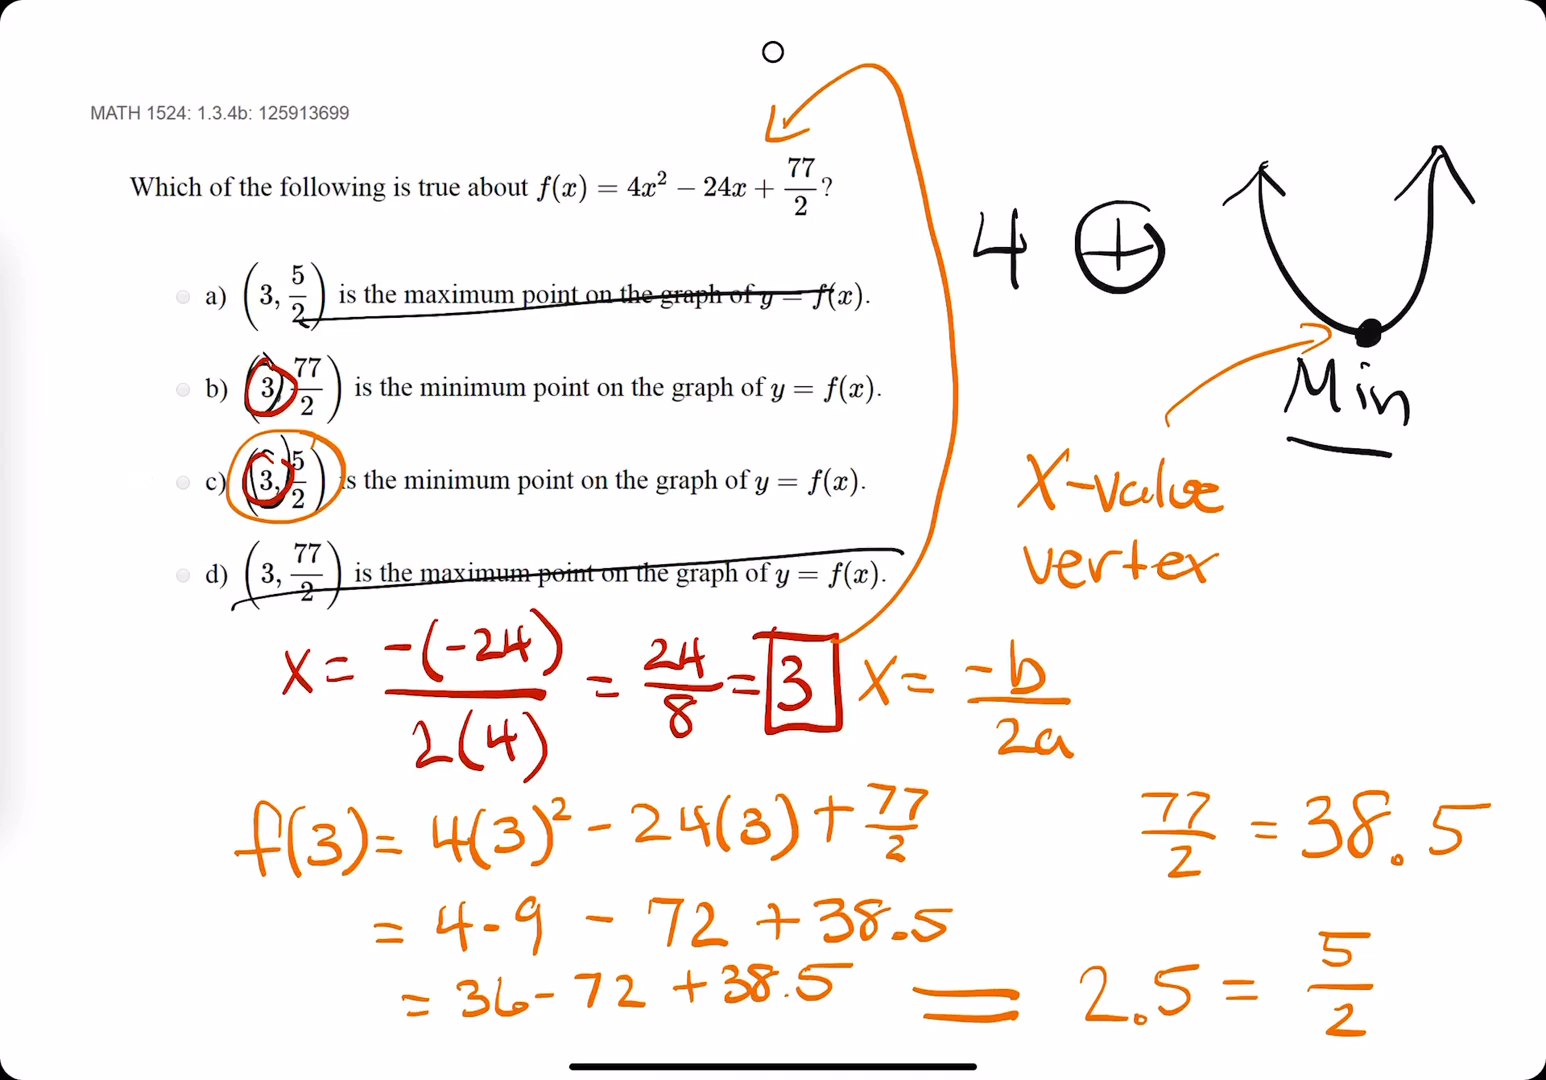 MATH 1524: 1.3.4b: 125913699
Which of the following is true about f(x) = 4x² − 24x + 77/2?
a) (3, 5/2) is the maximum point on the graph of y = f(x).
b) (3, 77/2) is the minimum point on the graph of y = f(x).
c) (3, 5/2) is the minimum point on the graph of y = f(x).
d) (3, 77/2) is the maximum point on the graph of y = f(x).
4 +
Min
X-value
vertex
x = -(-24)/2(4) = 24/8 = 3
x = -b/2a
f(3) = 4(3)² - 24(3) + 77/2
77/2 = 38.5
= 4·9 - 72 + 38.5
= 36 - 72 + 38.5 = 2.5 = 5/2